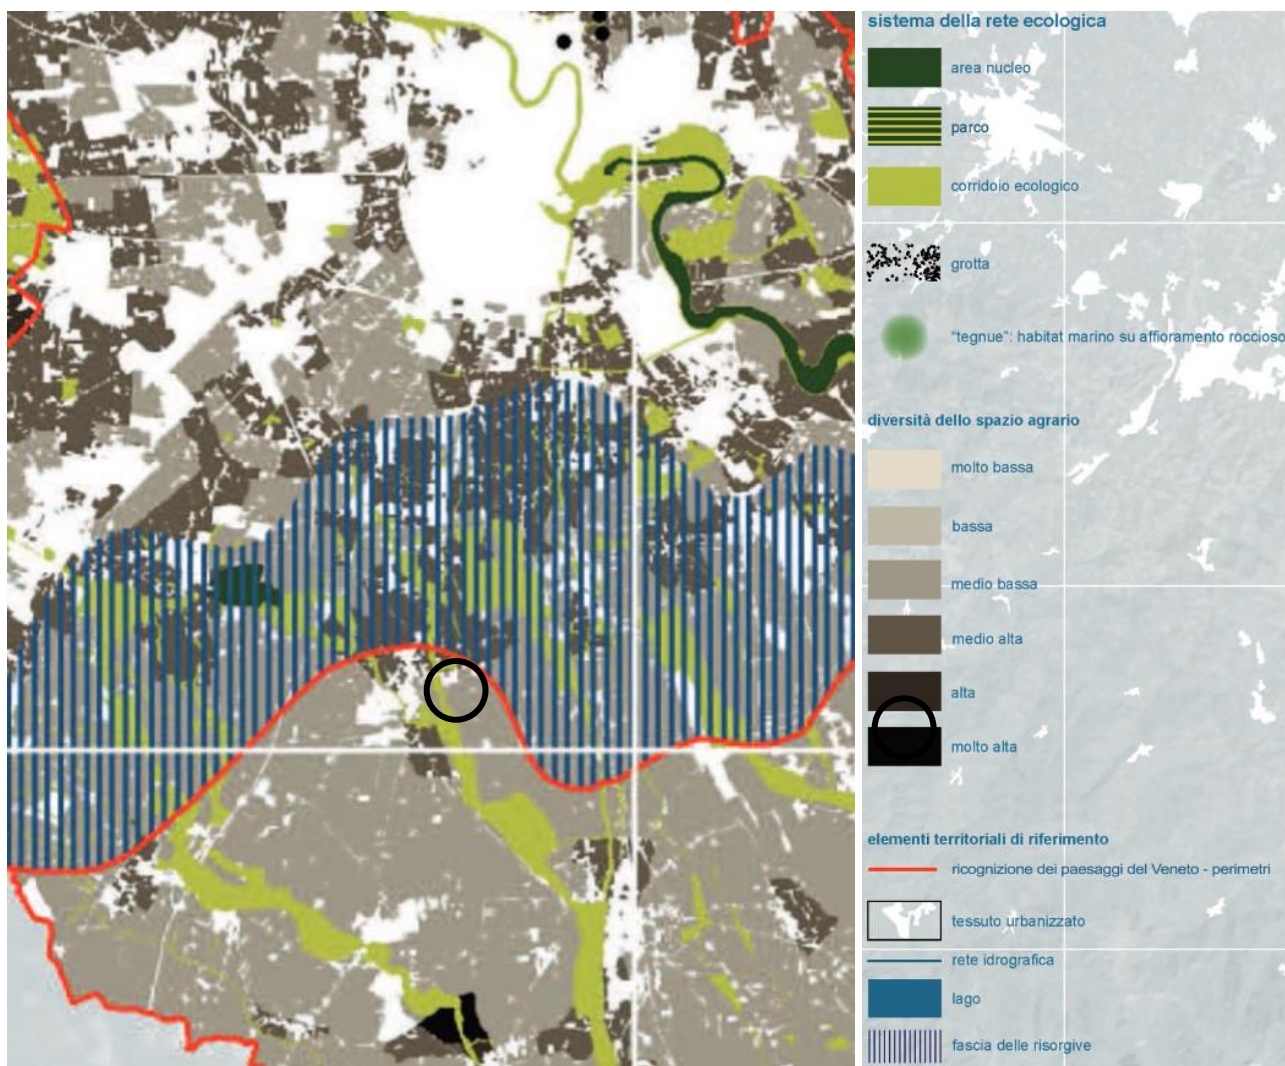 sistema della rete ecologica
area nucleo
parco
corridoio ecologico
grotta
"tegnue": habitat marino su affioramento roccioso
diversità dello spazio agrario
molto bassa
bassa
medio bassa
medio alta
alta
molto alta
elementi territoriali di riferimento
ricognizione dei paesaggi del Veneto - perimetri
tessuto urbanizzato
rete idrografica
lago
fascia delle risorgive